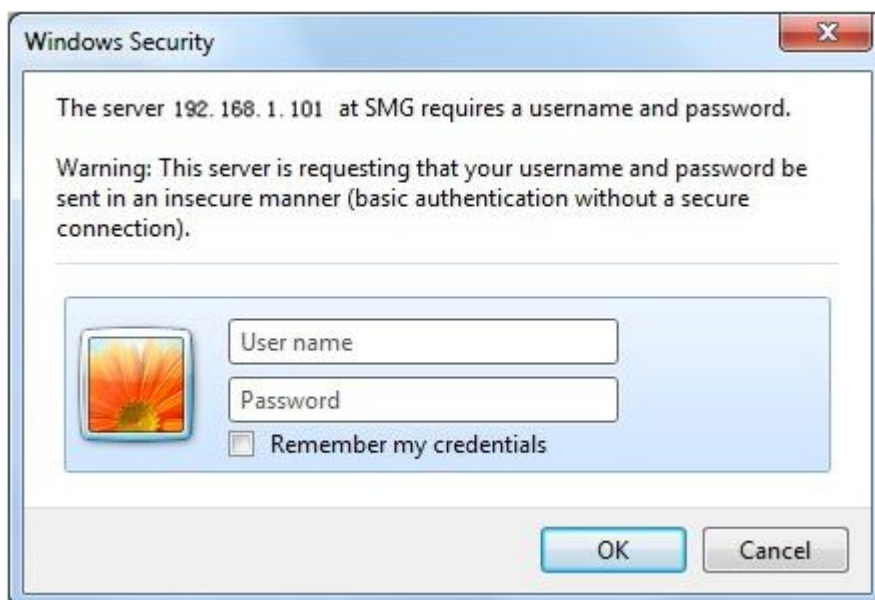 Windows Security
The server 192.168.1.101 at SMG requires a username and password.
Warning: This server is requesting that your username and password be
sent in an insecure manner (basic authentication without a secure
connection).
User name
Password
Remember my credentials
OK
Cancel